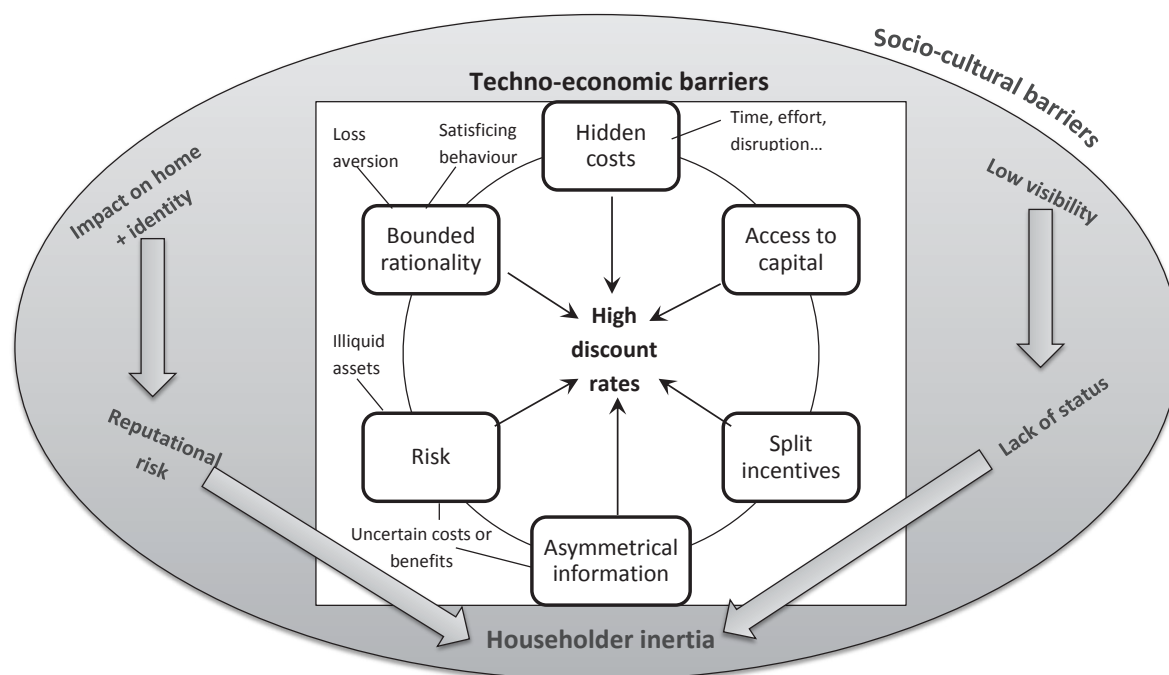 Socio-cultural barriers
Techno-economic barriers
Impact on home
+ identity
Reputational
risk
Low visibility
Lack of status
Loss
aversion
Satisficing
behaviour
Hidden
costs
Time, effort,
disruption...
Bounded
rationality
Access to
capital
High
discount
rates
Illiquid
assets
Risk
Split
incentives
Uncertain costs or
benefits
Asymmetrical
information
Householder inertia